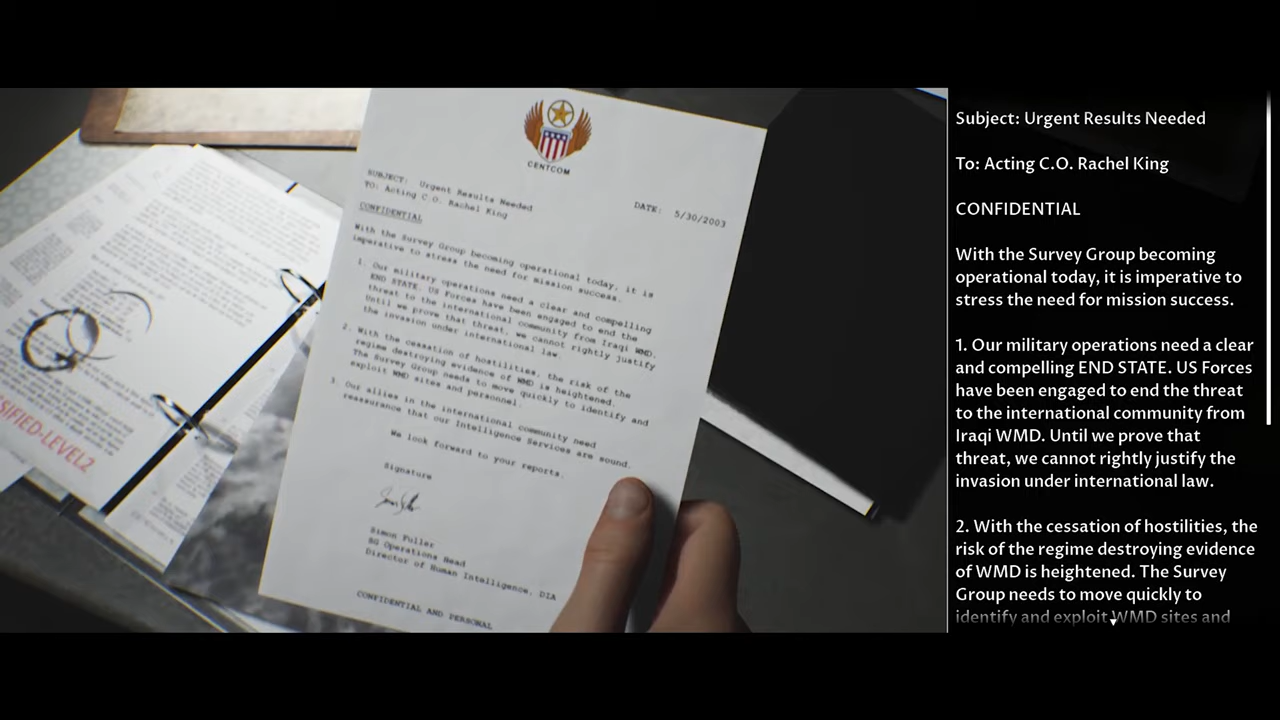 CENTCOM
SUBJECT: Urgent Results Needed
TO: Acting C.O. Rachel King
DATE: 5/30/2003
CONFIDENTIAL
With the Survey Group becoming operational today, it is
imperative to stress the need for mission success.
1. Our military operations need a clear and compelling
END STATE. US Forces have been engaged to end the
threat to the international community from Iraqi WMD.
Until we prove that threat, we cannot rightly justify
the invasion under international law.
2. With the cessation of hostilities, the risk of the
regime destroying evidence of WMD is heightened.
The Survey Group needs to move quickly to identify and
exploit WMD sites and personnel.
3. Our allies in the international community need
reassurance that our Intelligence Services are sound.
We look forward to your reports.
Signature
Simon Fuller
SG Operations Head
Director of Human Intelligence, DIA
CONFIDENTIAL AND PERSONAL
SIFIED-LEVEL2
Subject: Urgent Results Needed
To: Acting C.O. Rachel King
CONFIDENTIAL
With the Survey Group becoming
operational today, it is imperative to
stress the need for mission success.
1. Our military operations need a clear
and compelling END STATE. US Forces
have been engaged to end the threat
to the international community from
Iraqi WMD. Until we prove that
threat, we cannot rightly justify the
invasion under international law.
2. With the cessation of hostilities, the
risk of the regime destroying evidence
of WMD is heightened. The Survey
Group needs to move quickly to
identify and exploit WMD sites and